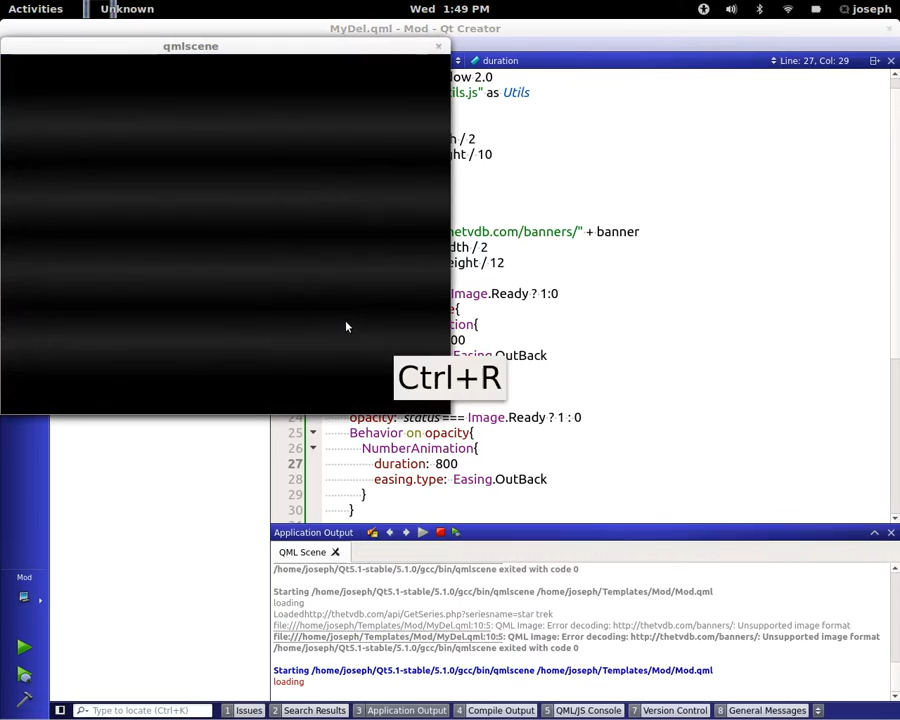 Activities Unknown Wed 1:49 PM joseph
MyDel.qml - Mod - Qt Creator
qmlscene
duration Line: 27, Col: 29
low 2.0
tils.js" as Utils
h / 2
ght / 10
hetvdb.com/banners/" + banner
dth / 2
eight / 12
Image.Ready ? 1:0
e{
tion{
00
Easing.OutBack
Ctrl+R
24 opacity: status === Image.Ready ? 1 : 0
25 Behavior on opacity{
26 NumberAnimation{
27 duration: 800
28 easing.type: Easing.OutBack
29 }
30 }
Application Output
QML Scene
/home/joseph/Qt5.1-stable/5.1.0/gcc/bin/qmlscene exited with code 0
Starting /home/joseph/Qt5.1-stable/5.1.0/gcc/bin/qmlscene /home/joseph/Templates/Mod/Mod.qml
loading
Loadedhttp://thetvdb.com/api/GetSeries.php?seriesname=star trek
file:///home/joseph/Templates/Mod/MyDel.qml:10:5: QML Image: Error decoding: http://thetvdb.com/banners/: Unsupported image format
file:///home/joseph/Templates/Mod/MyDel.qml:10:5: QML Image: Error decoding: http://thetvdb.com/banners/: Unsupported image format
/home/joseph/Qt5.1-stable/5.1.0/gcc/bin/qmlscene exited with code 0
Starting /home/joseph/Qt5.1-stable/5.1.0/gcc/bin/qmlscene /home/joseph/Templates/Mod/Mod.qml
loading
Mod
Type to locate (Ctrl+K) 1 Issues 2 Search Results 3 Application Output 4 Compile Output 5 QML/JS Console 7 Version Control 8 General Messages